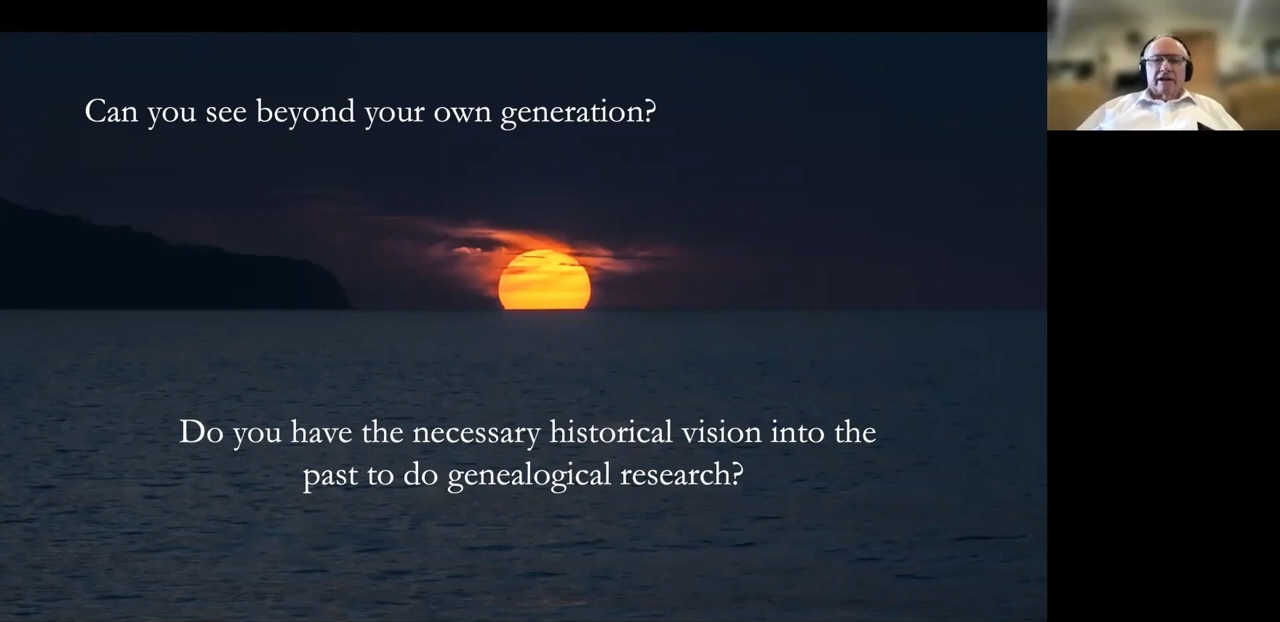 Can you see beyond your own generation?
Do you have the necessary historical vision into the
past to do genealogical research?